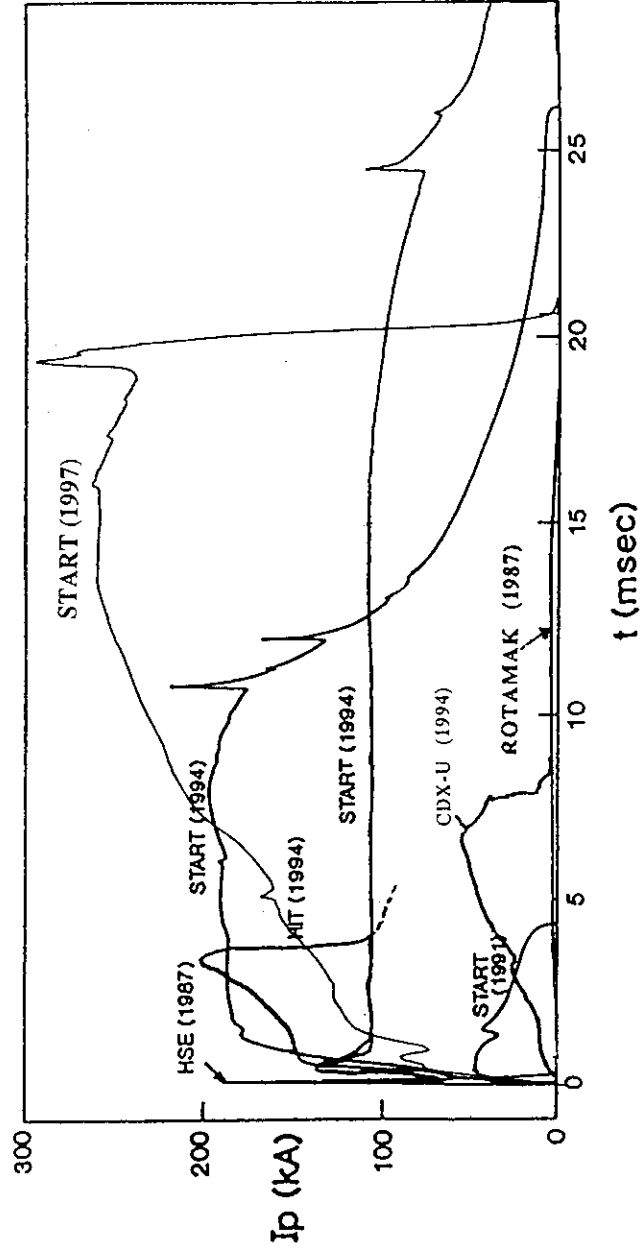 Ip (kA)
300
200
100
0
START (1997)
HSE (1987)
START (1994)
HIT (1994)
START (1994)
CDX-U (1994)
START
(1991)
ROTAMAK (1987)
0
5
10
15
20
25
t (msec)